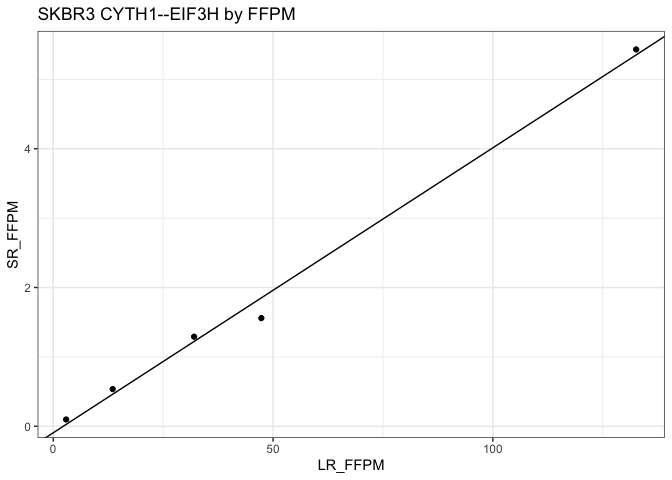 SKBR3 CYTH1--EIF3H by FFPM
4
2
0
SR_FFPM
0 50 100
LR_FFPM